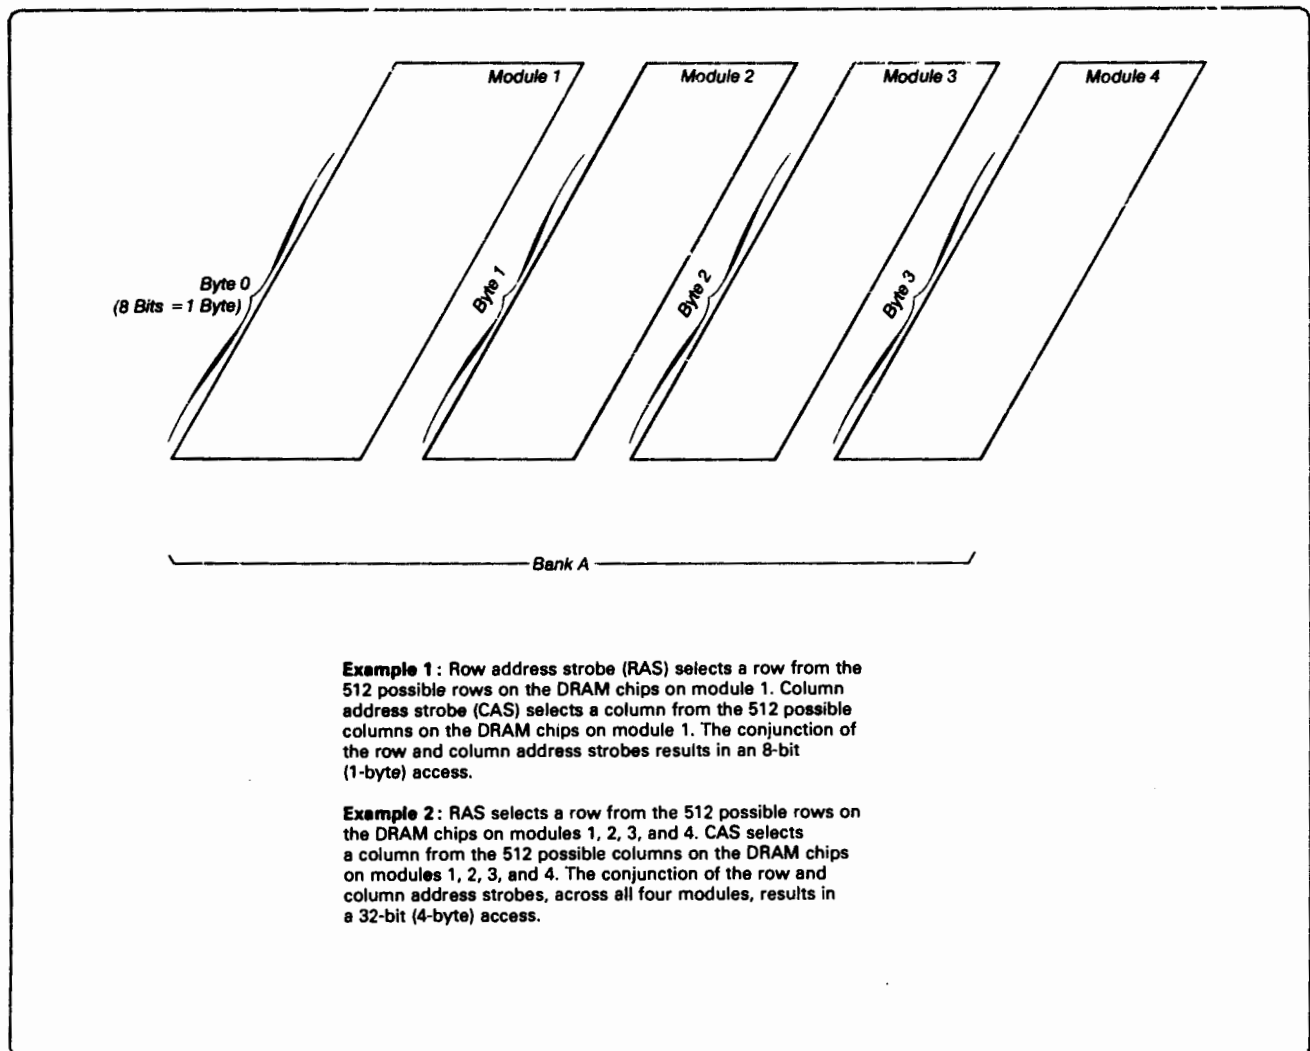 Module 1
Module 2
Module 3
Module 4
Byte 0
(8 Bits = 1 Byte)
Byte 1
Byte 2
Byte 3
Bank A
Example 1: Row address strobe (RAS) selects a row from the
512 possible rows on the DRAM chips on module 1. Column
address strobe (CAS) selects a column from the 512 possible
columns on the DRAM chips on module 1. The conjunction of
the row and column address strobes results in an 8-bit
(1-byte) access.
Example 2: RAS selects a row from the 512 possible rows on
the DRAM chips on modules 1, 2, 3, and 4. CAS selects
a column from the 512 possible columns on the DRAM chips
on modules 1, 2, 3, and 4. The conjunction of the row and
column address strobes, across all four modules, results in
a 32-bit (4-byte) access.